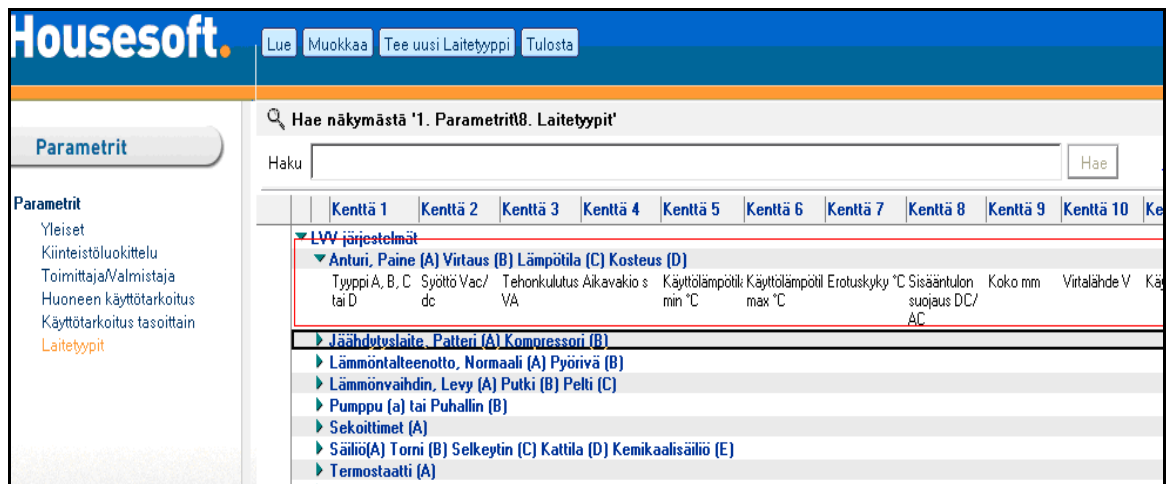 Housesoft.
Lue Muokkaa Tee uusi Laitetyyppi Tulosta
Hae näkymästä '1. Parametrit\8. Laitetyypit'
Parametrit
Haku Hae
Parametrit
Yleiset
Kiinteistöluokittelu
Toimittaja/Valmistaja
Huoneen käyttötarkoitus
Käyttötarkoitus tasoittain
Laitetyypit
Kenttä 1 Kenttä 2 Kenttä 3 Kenttä 4 Kenttä 5 Kenttä 6 Kenttä 7 Kenttä 8 Kenttä 9 Kenttä 10 Ke
LVV järjestelmät
Anturi, Paine (A) Virtaus (B) Lämpötila (C) Kosteus (D)
Tyyppi A, B, C Syöttö Vac/ Tehonkulutus Aikavakio s Käyttölämpötila Käyttölämpötil Erotuskyky °C Sisääntulon Koko mm Virtalähde V Käy
tai D dc VA min °C max °C suojaus DC/
AC
Jäähdytyslaite, Patteri (A) Kompressori (B)
Lämmöntalteenotto, Normaali (A) Pyörivä (B)
Lämmönvaihdin, Levy (A) Putki (B) Pelti (C)
Pumppu (a) tai Puhallin (B)
Sekoittimet (A)
Säiliö(A) Torni (B) Selkeytin (C) Kattila (D) Kemikaalisäiliö (E)
Termostaatti (A)